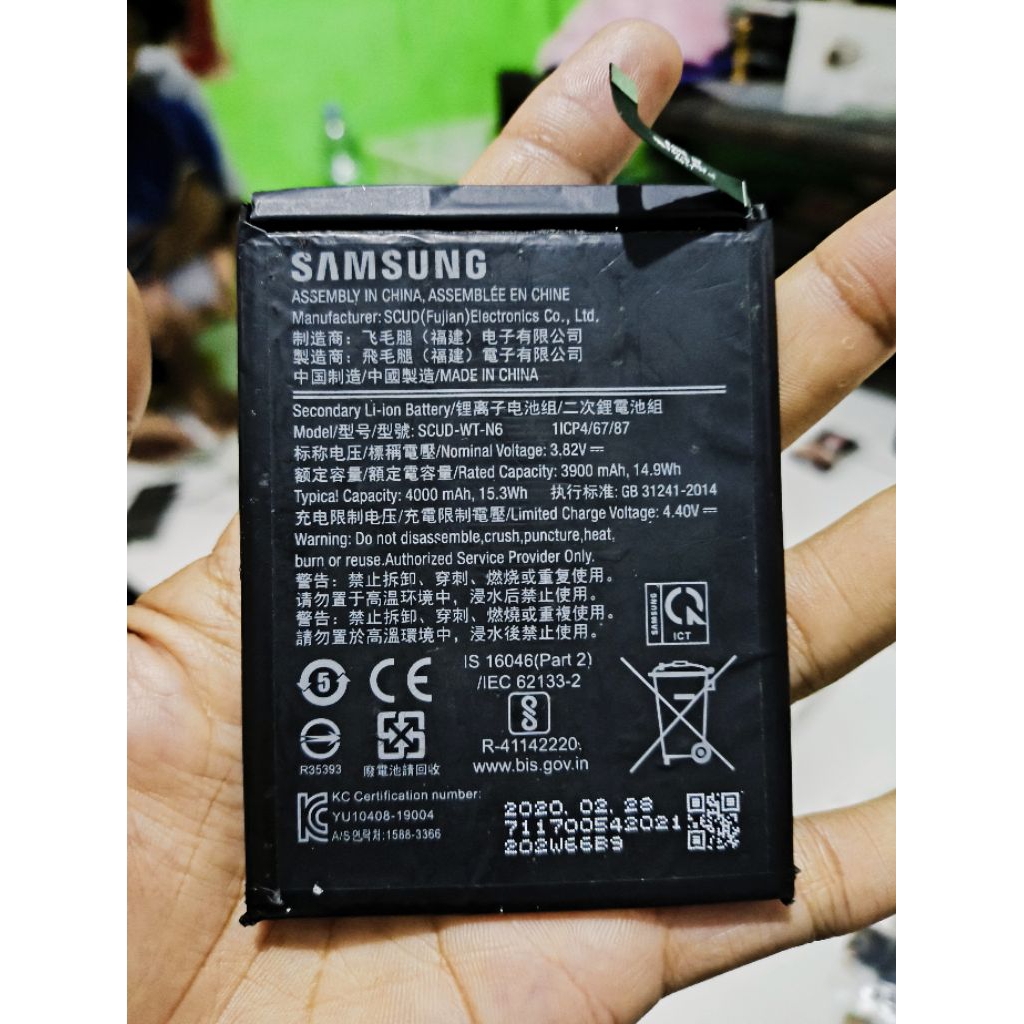 SAMSUNG
ASSEMBLY IN CHINA, ASSEMBLÉE EN CHINE
Manufacturer: SCUD(Fujian)Electronics Co., Ltd.
制造商：飞毛腿（福建）电子有限公司
製造商：飛毛腿（福建）電子有限公司
中国制造/中國製造/MADE IN CHINA
Secondary Li-ion Battery/锂离子电池组/二次鋰電池組
Model/型号/型號: SCUD-WT-N6 1ICP4/67/87
标称电压/標稱電壓/Nominal Voltage: 3.82V⎓
额定容量/額定電容量/Rated Capacity: 3900 mAh, 14.9Wh
Typical Capacity: 4000 mAh, 15.3Wh 执行标准: GB 31241-2014
充电限制电压/充電限制電壓/Limited Charge Voltage: 4.40V⎓
Warning: Do not disassemble,crush,puncture,heat,
burn or reuse.Authorized Service Provider Only.
警告：禁止拆卸、穿刺、燃烧或重复使用。
请勿置于高温环境中，浸水后禁止使用。
警告：禁止拆卸、穿刺、燃燒或重複使用。
請勿置於高溫環境中，浸水後禁止使用。
SAMSUNG
ICT
5
CE
IS 16046(Part 2)
/IEC 62133-2
R-41142220
www.bis.gov.in
R35393
廢電池請回收
KC Certification number:
YU10408-19004
A/S연락처:1588-3366
2020.02.28
711700542021
202W66B9